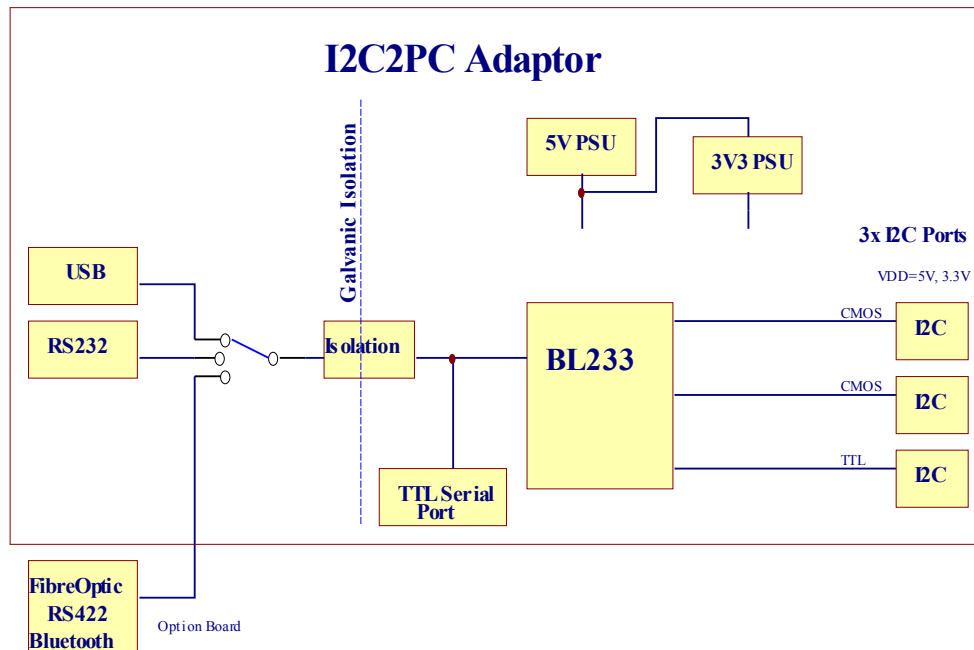 I2C2PC Adaptor
Galvanic Isolation
5V PSU
3V3 PSU
3x I2C Ports
VDD=5V, 3.3V
USB
RS232
Isolation
BL233
CMOS
I2C
CMOS
I2C
TTL
I2C
TTL Serial
Port
FibreOptic
RS422
Bluetooth
Option Board